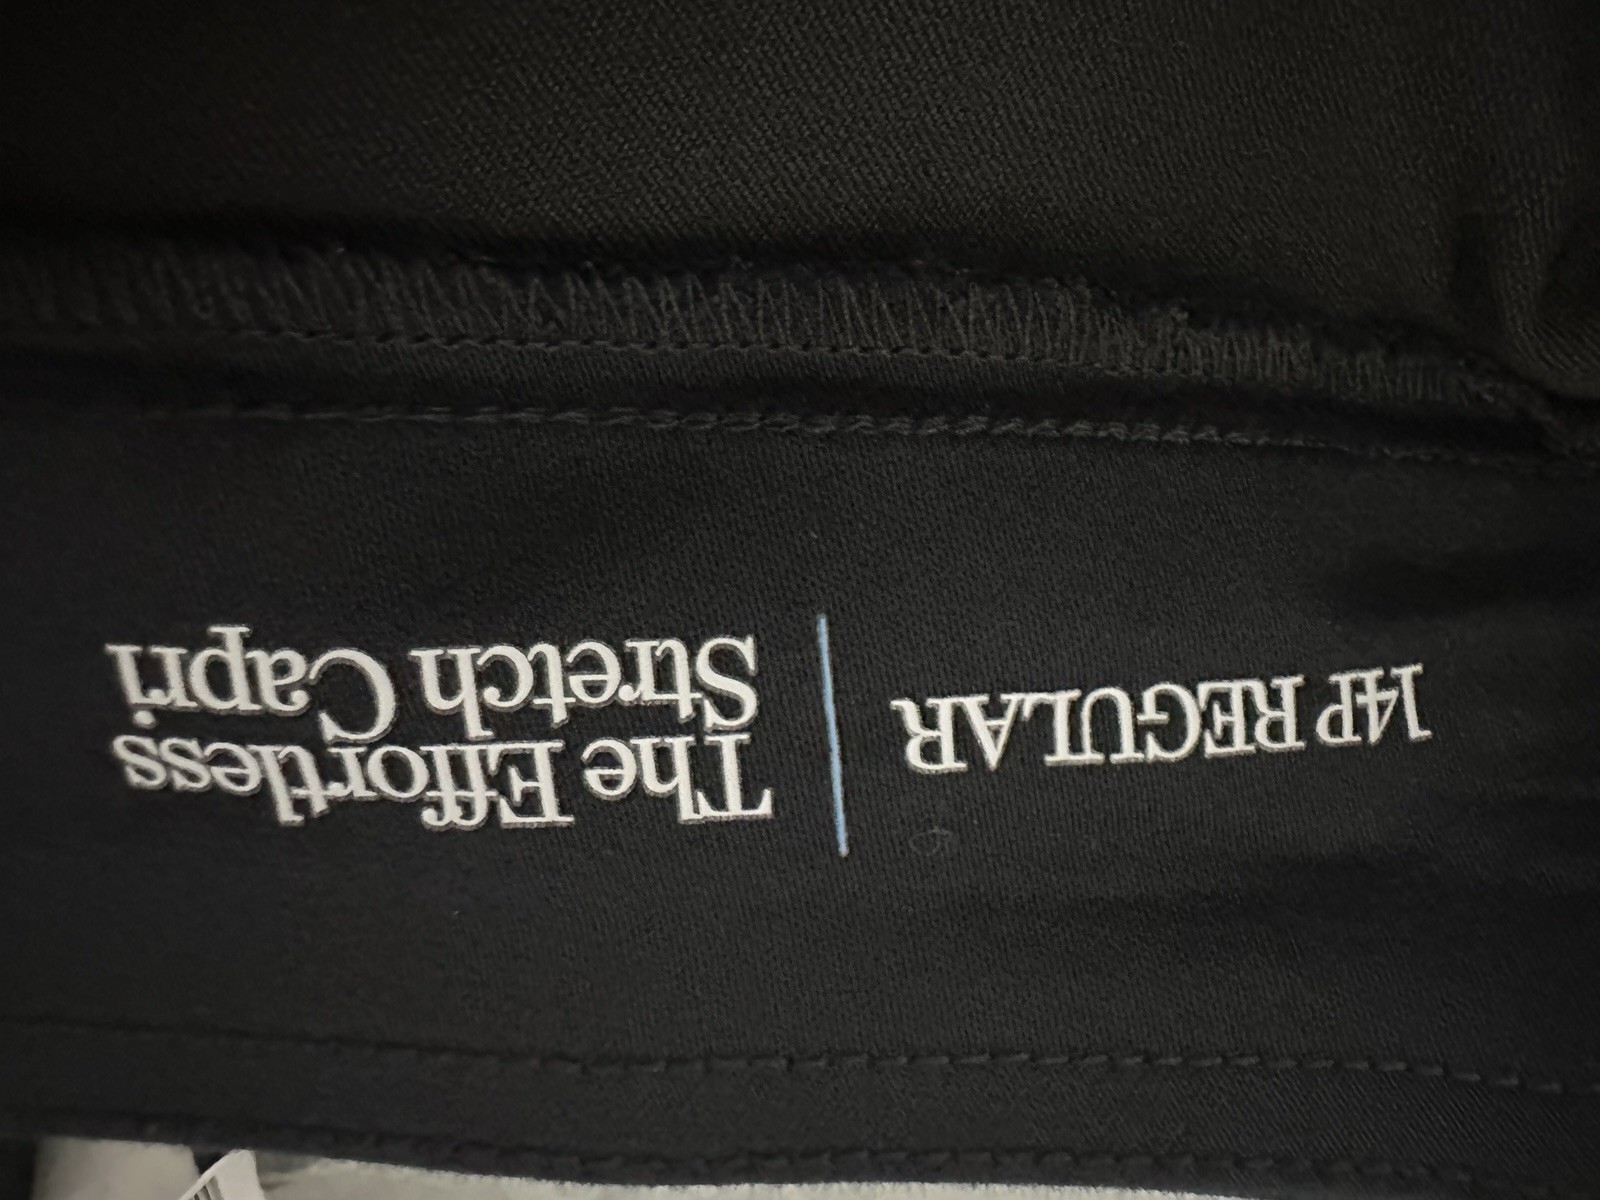 14P REGULAR
The Effortless
Stretch Capri